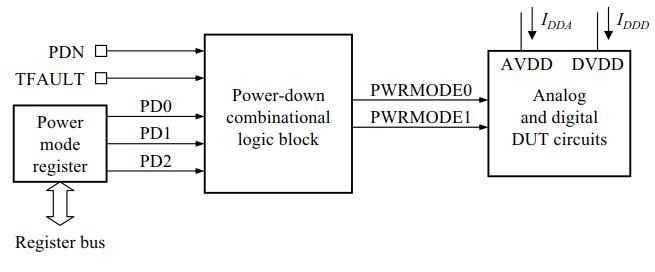 I_DDA
I_DDD
PDN
TFAULT
AVDD DVDD
Power-down
combinational
logic block
PWRMODE0
PWRMODE1
Analog
and digital
DUT circuits
Power
mode
register
PD0
PD1
PD2
Register bus